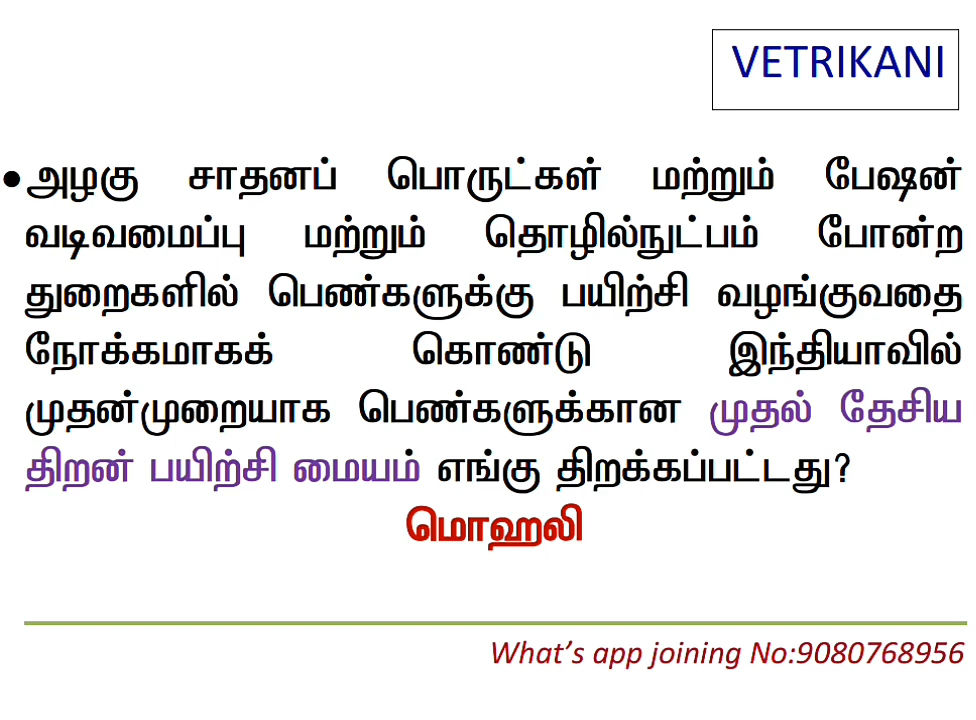 VETRIKANI
•அழகு சாதனப் பொருட்கள் மற்றும் பேஷன்
வடிவமைப்பு மற்றும் தொழில்நுட்பம் போன்ற
துறைகளில் பெண்களுக்கு பயிற்சி வழங்குவதை
நோக்கமாகக் கொண்டு இந்தியாவில்
முதன்முறையாக பெண்களுக்கான முதல் தேசிய
திறன் பயிற்சி மையம் எங்கு திறக்கப்பட்டது?
மொஹலி
What's app joining No:9080768956